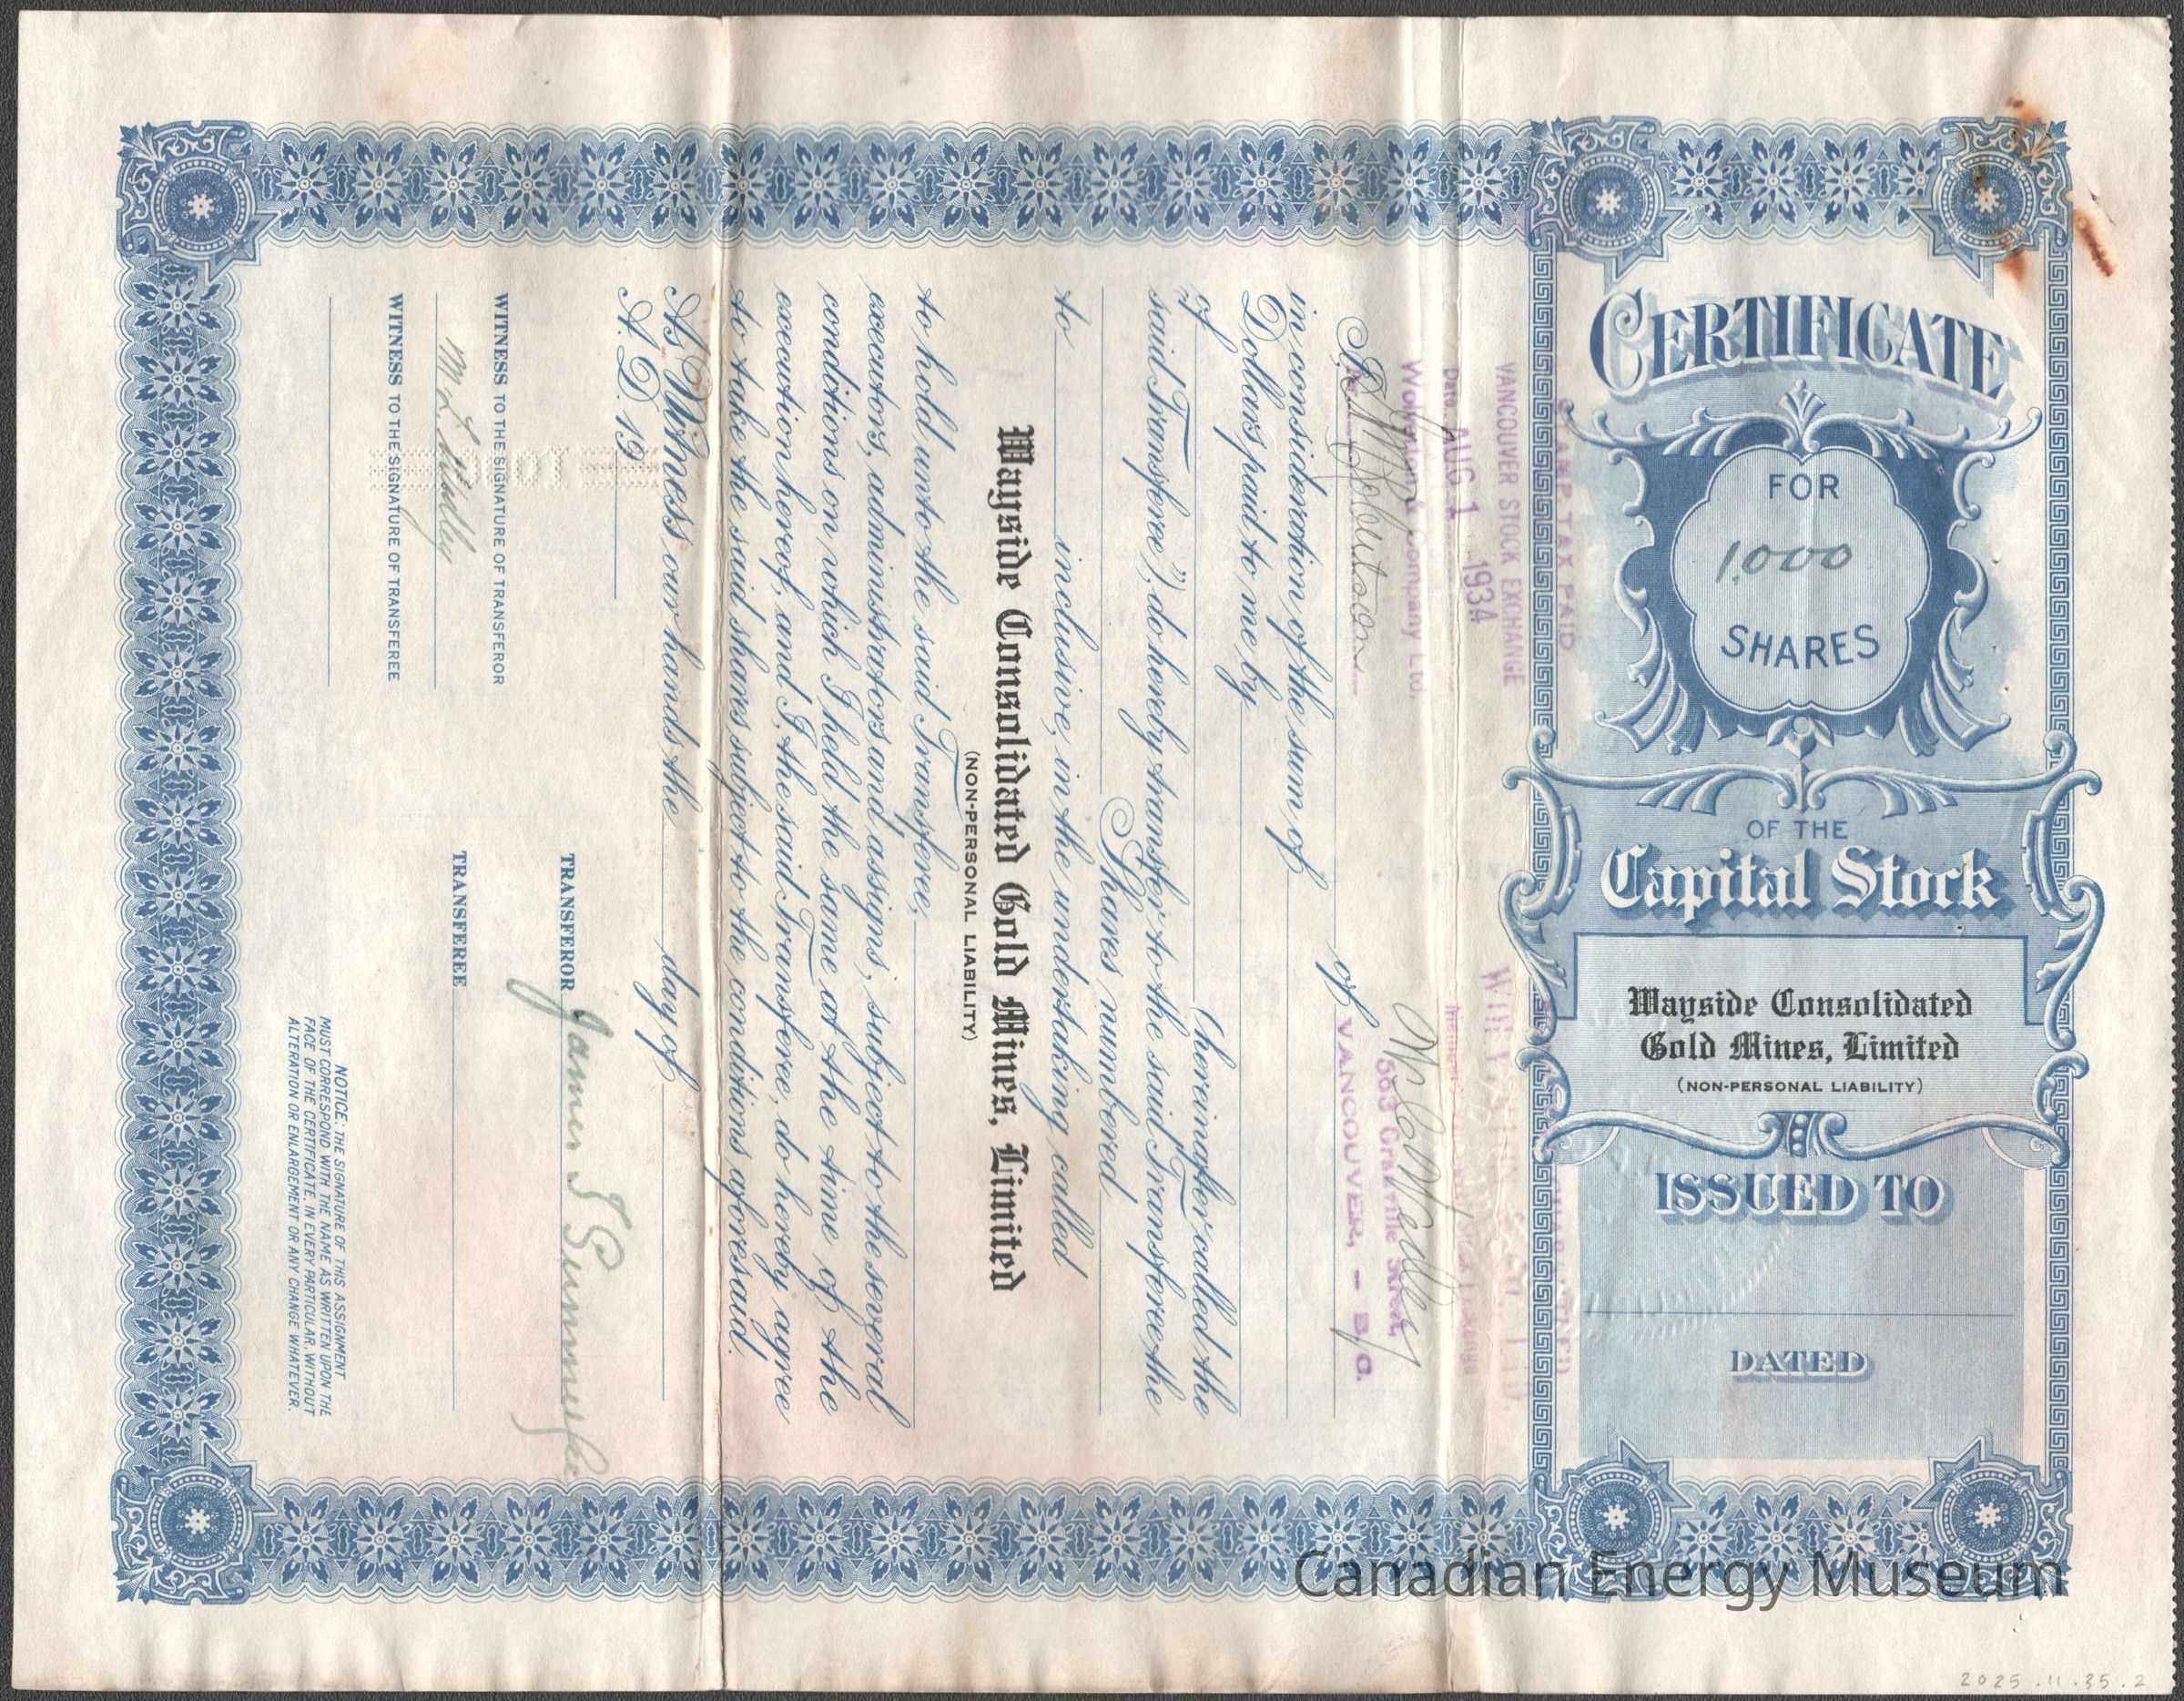 CERTIFICATE
FOR
1,000
SHARES
OF THE
Capital Stock
Wayside Consolidated
Gold Mines, Limited
(NON-PERSONAL LIABILITY)
ISSUED TO
DATED
STAMP TAX PAID
VANCOUVER STOCK EXCHANGE
Date AUG 1 1934
Wolverton & Company Ltd.
563 Granville Street,
of VANCOUVER, - B.C.
in consideration of the sum of
Dollars paid to me by
of (hereinafter called the
said Transferee), do hereby transfer to the said Transferee the
Shares numbered
to inclusive, in the undertaking called
Wayside Consolidated Gold Mines, Limited
(NON-PERSONAL LIABILITY)
to hold unto the said Transferee,
executors, administrators and assigns, subject to the several
conditions on which I held the same at the time of the
execution hereof, and I, the said Transferee, do hereby agree
to take the said shares subject to the conditions aforesaid.
As Witness our hands the day of
A.D. 19
TRANSFEROR James S
WITNESS TO THE SIGNATURE OF TRANSFEROR
TRANSFEREE
WITNESS TO THE SIGNATURE OF TRANSFEREE
NOTICE: THE SIGNATURE OF THIS ASSIGNMENT
MUST CORRESPOND WITH THE NAME AS WRITTEN UPON THE
FACE OF THE CERTIFICATE, IN EVERY PARTICULAR, WITHOUT
ALTERATION OR ENLARGEMENT OR ANY CHANGE WHATEVER.
Canadian Energy Museum
2025.11.35.2